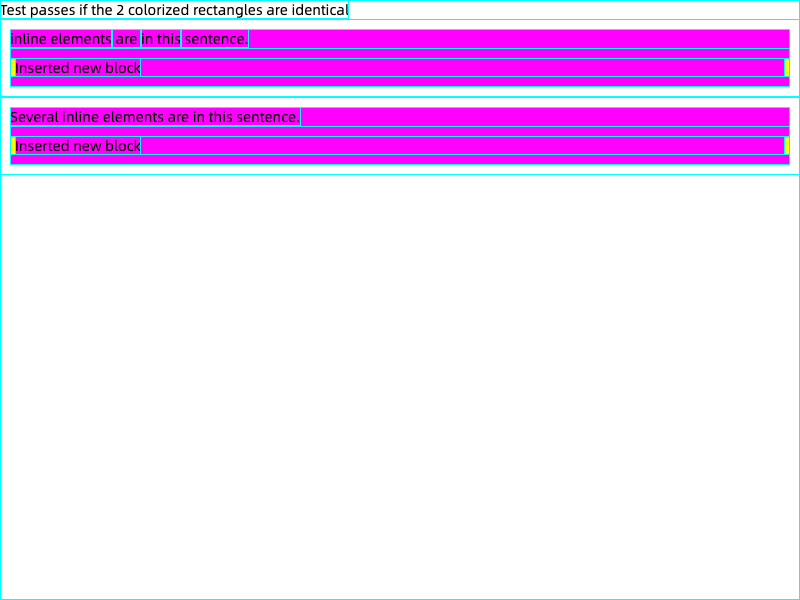 Test passes if the 2 colorized rectangles are identical
inline elements are in this sentence.
Inserted new block
Several inline elements are in this sentence.
Inserted new block